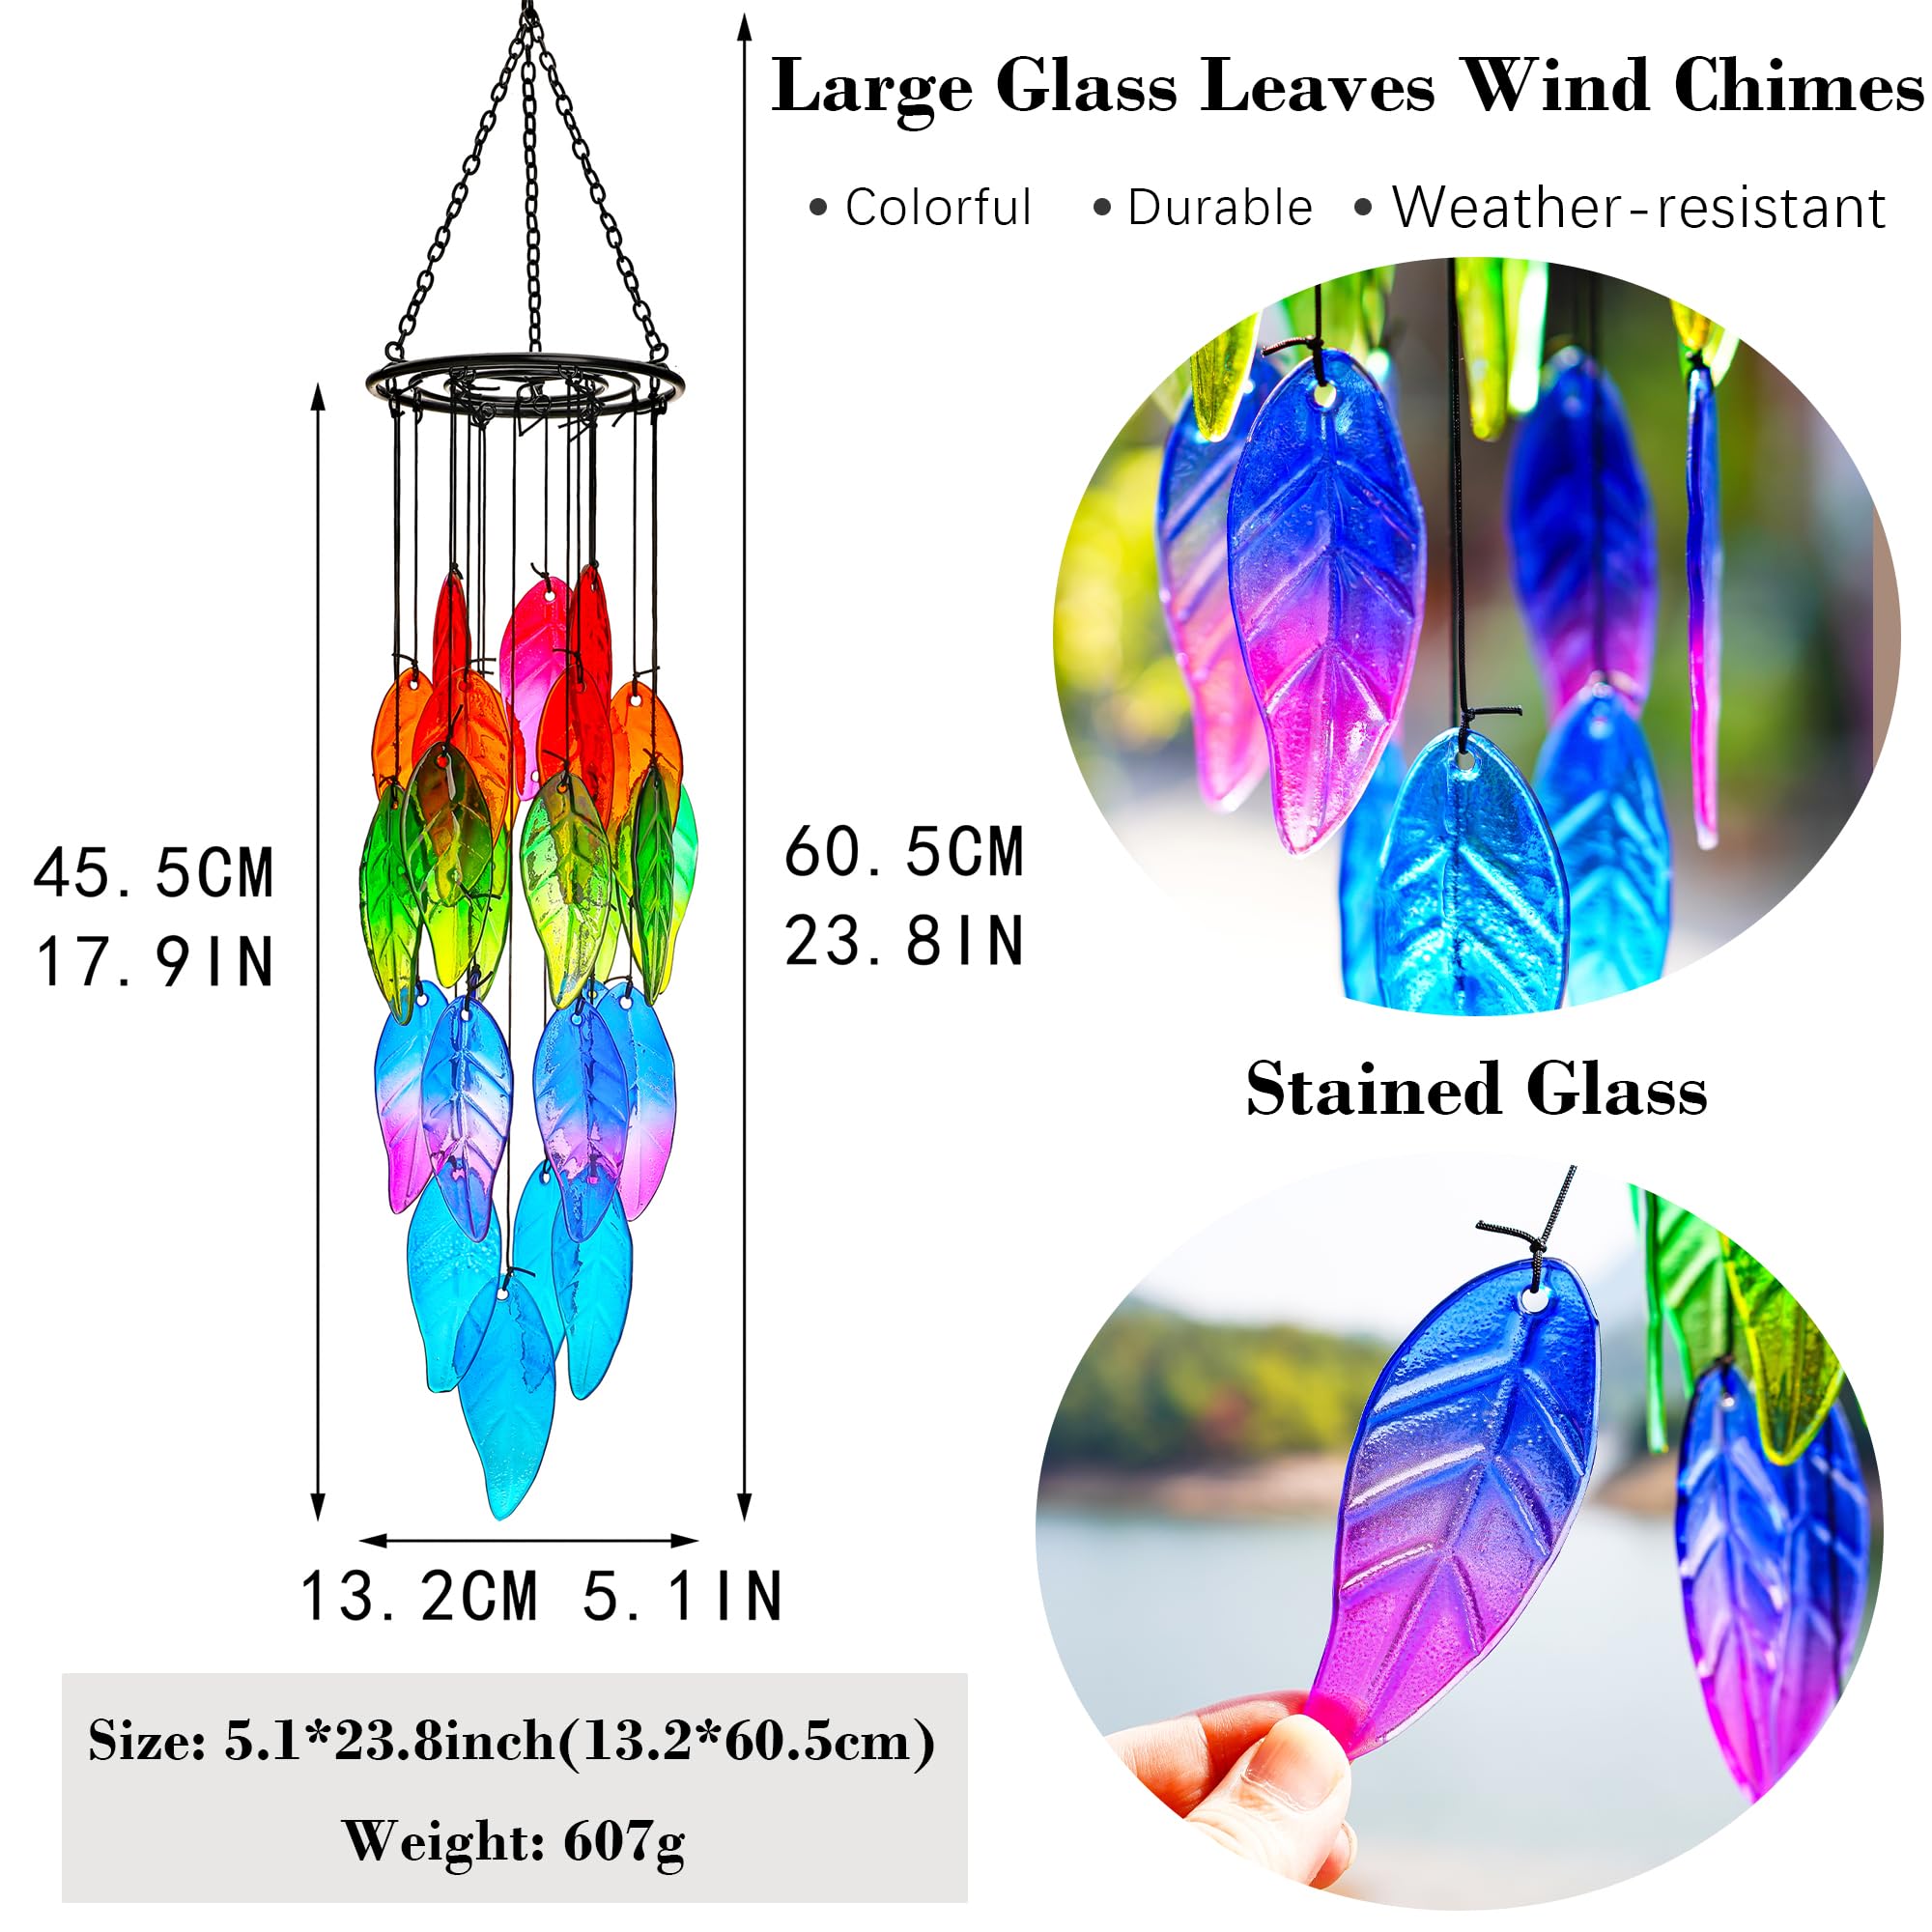 Large Glass Leaves Wind Chimes
• Colorful • Durable • Weather-resistant
45.5CM
17.9IN
60.5CM
23.8IN
Stained Glass
13.2CM 5.1IN
Size: 5.1*23.8inch(13.2*60.5cm)
Weight: 607g